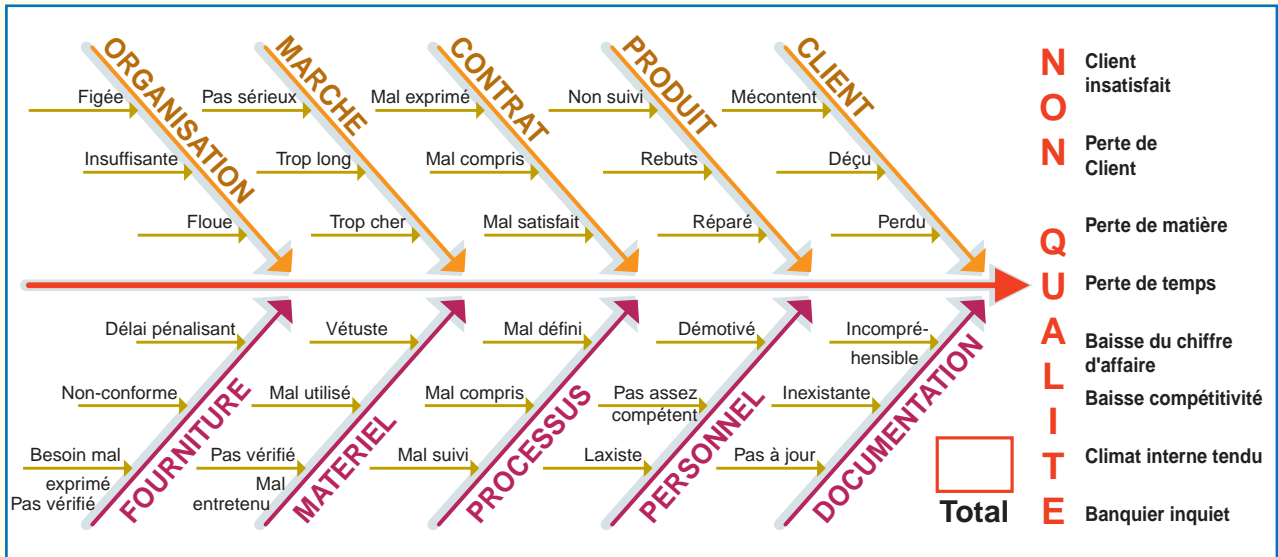 ORGANISATION
Figée
Insuffisante
Floue
MARCHE
Pas sérieux
Trop long
Trop cher
CONTRAT
Mal exprimé
Mal compris
Mal satisfait
PRODUIT
Non suivi
Rebuts
Réparé
CLIENT
Mécontent
Déçu
Perdu
Délai pénalisant
Non-conforme
Besoin mal
exprimé
Pas vérifié
FOURNITURE
Vétuste
Mal utilisé
Pas vérifié
Mal
entretenu
MATERIEL
Mal défini
Mal compris
Mal suivi
PROCESSUS
Démotivé
Pas assez
compétent
Laxiste
PERSONNEL
Incompré-
hensible
Inexistante
Pas à jour
DOCUMENTATION
Total
NON QUALITE
Client
insatisfait
Perte de
Client
Perte de matière
Perte de temps
Baisse du chiffre
d'affaire
Baisse compétitivité
Climat interne tendu
Banquier inquiet